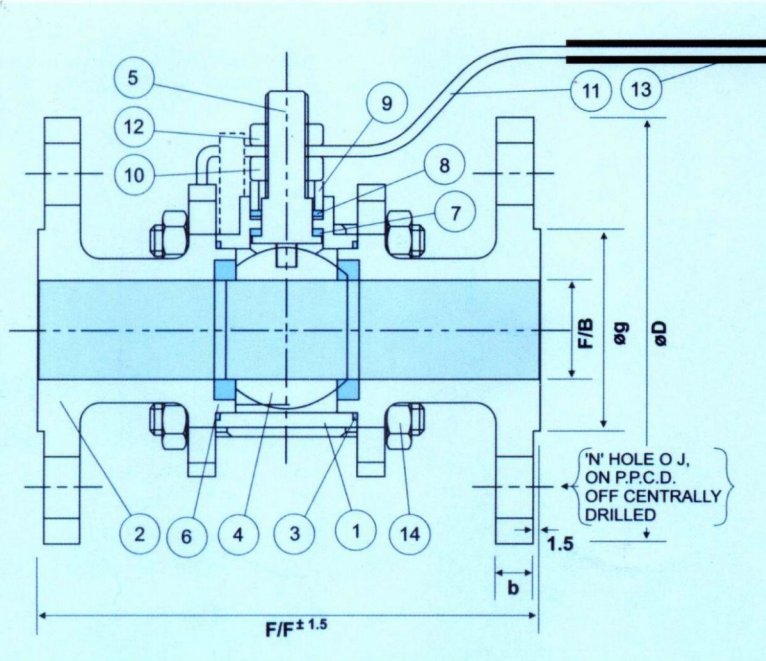 5
12
10
9
8
7
11
13
F/B
øg
øD
'N' HOLE O J,
ON P.P.C.D.
OFF CENTRALLY
DRILLED
2
6
4
3
1
14
1.5
b
F/F± 1.5